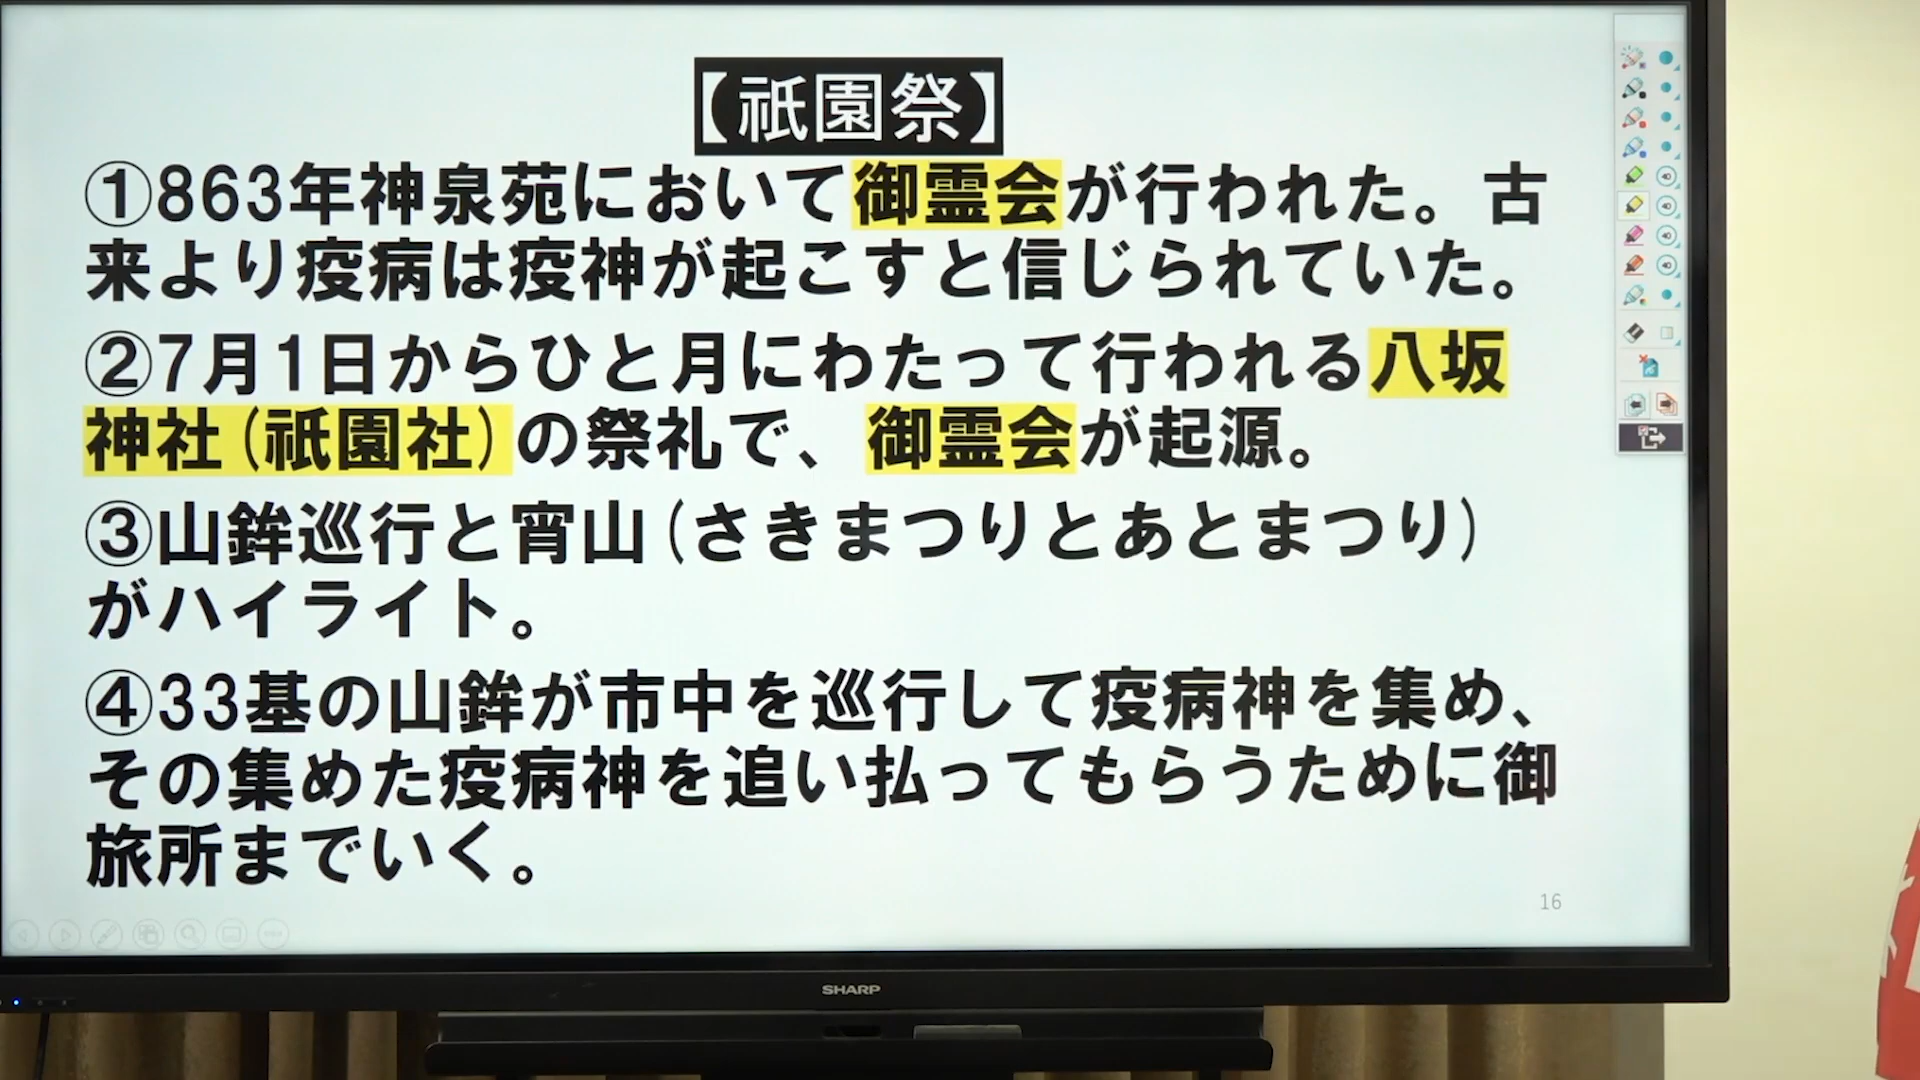 【祇園祭】
①863年神泉苑において御霊会が行われた。古
来より疫病は疫神が起こすと信じられていた。
②7月1日からひと月にわたって行われる八坂
神社(祇園社)の祭礼で、御霊会が起源。
③山鉾巡行と宵山(さきまつりとあとまつり)
がハイライト。
④33基の山鉾が市中を巡行して疫病神を集め、
その集めた疫病神を追い払ってもらうために御
旅所までいく。
16
SHARP